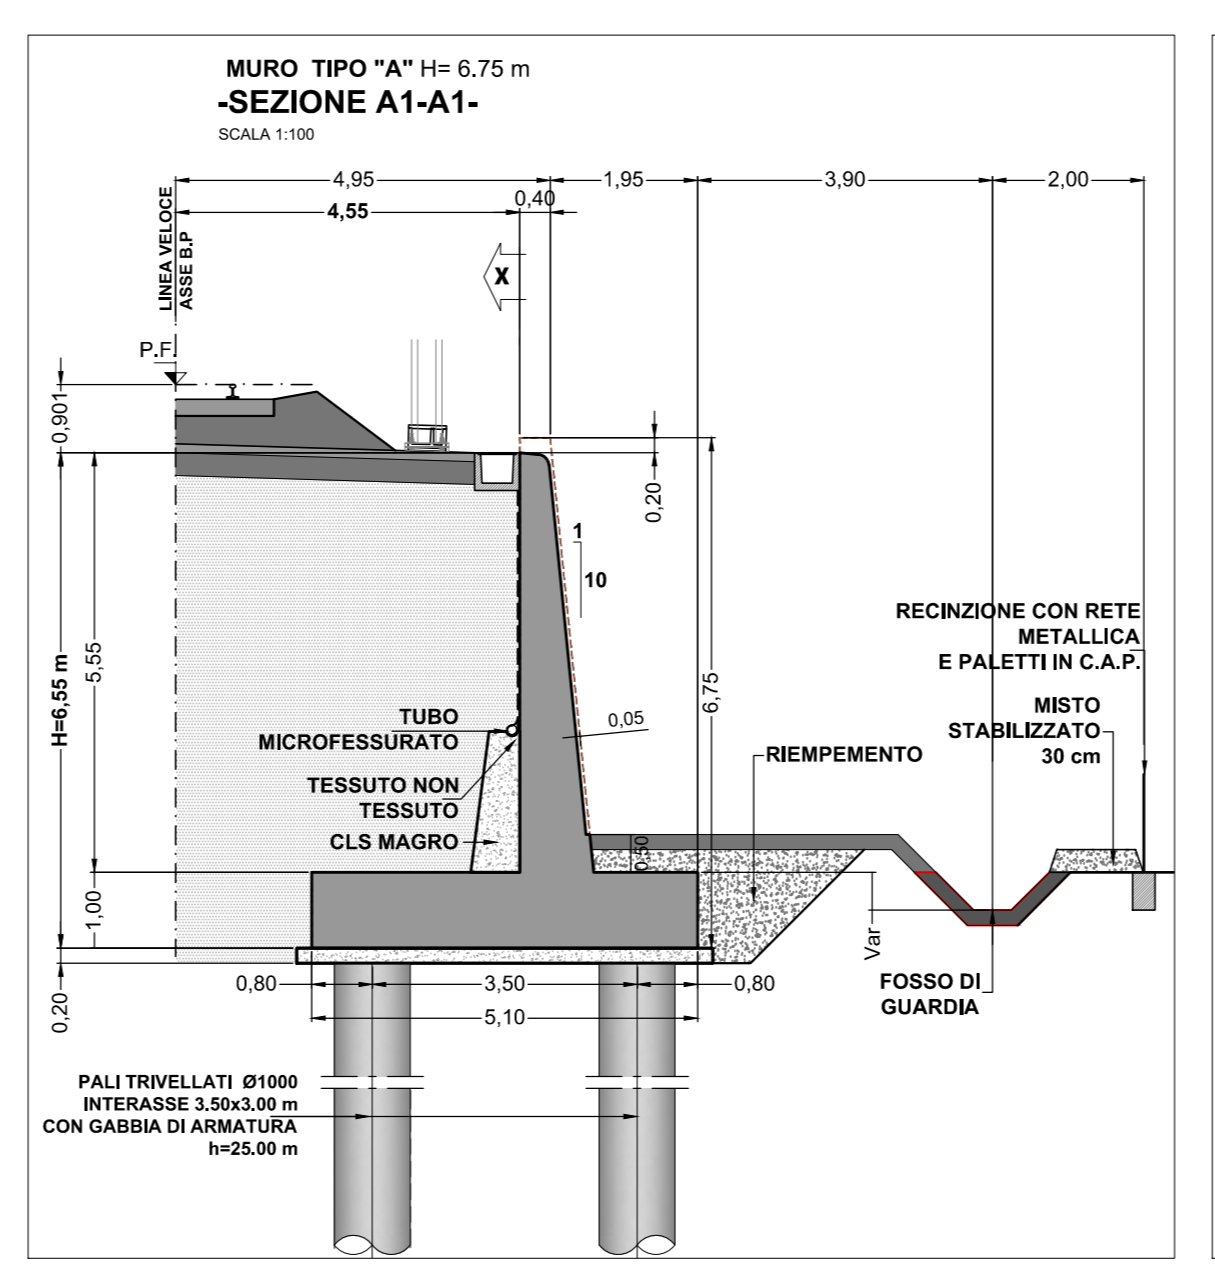 MURO TIPO "A" H= 6.75 m
-SEZIONE A1-A1-
SCALA 1:100
4,95
1,95
3,90
2,00
4,55
0,40
LINEA VELOCE
ASSE B.P
X
P.F.
0,901
0,20
1
10
H=6,55 m
5,55
6,75
RECINZIONE CON RETE
METALLICA
E PALETTI IN C.A.P.
MISTO
STABILIZZATO
30 cm
TUBO
MICROFESSURATO
0,05
RIEMPEMENTO
TESSUTO NON
TESSUTO
CLS MAGRO
0,50
1,00
Var
0,20
0,80
3,50
0,80
5,10
FOSSO DI
GUARDIA
PALI TRIVELLATI Ø1000
INTERASSE 3.50x3.00 m
CON GABBIA DI ARMATURA
h=25.00 m